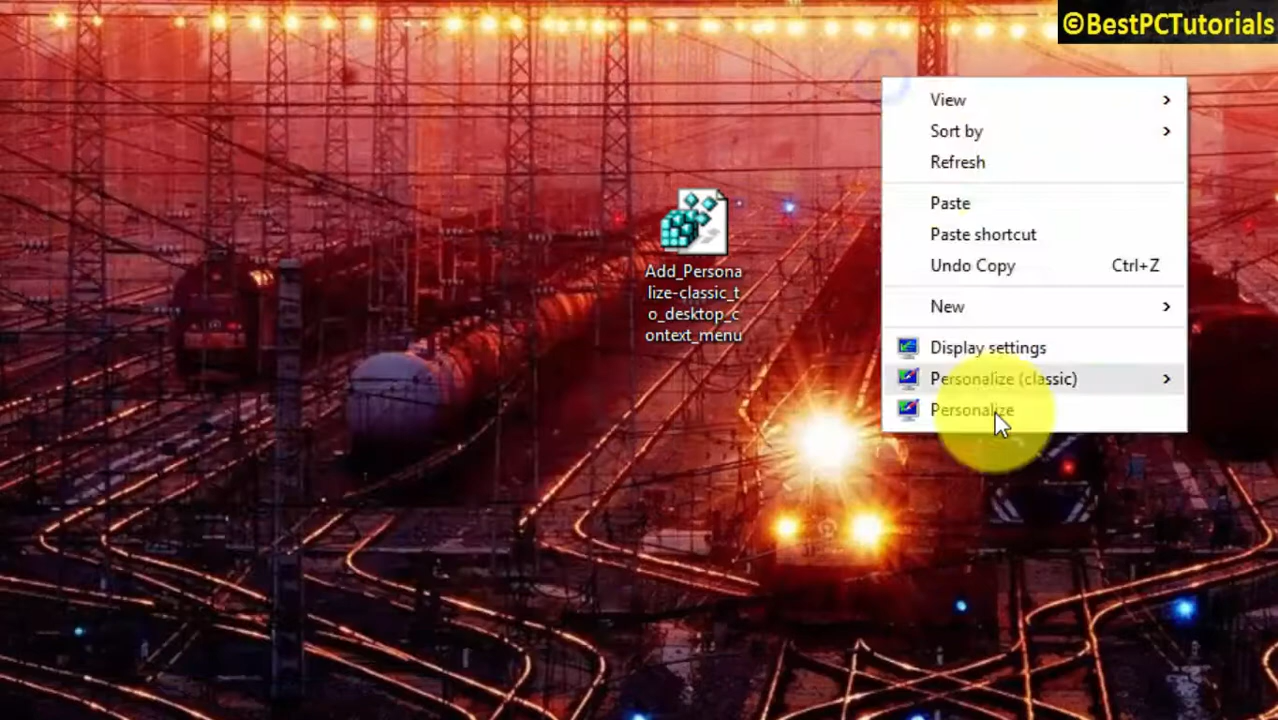 ©BestPCTutorials
View
Sort by
Refresh
Paste
Paste shortcut
Undo Copy Ctrl+Z
New
Display settings
Personalize (classic)
Personalize
Add_Persona
lize-classic_t
o_desktop_c
ontext_menu